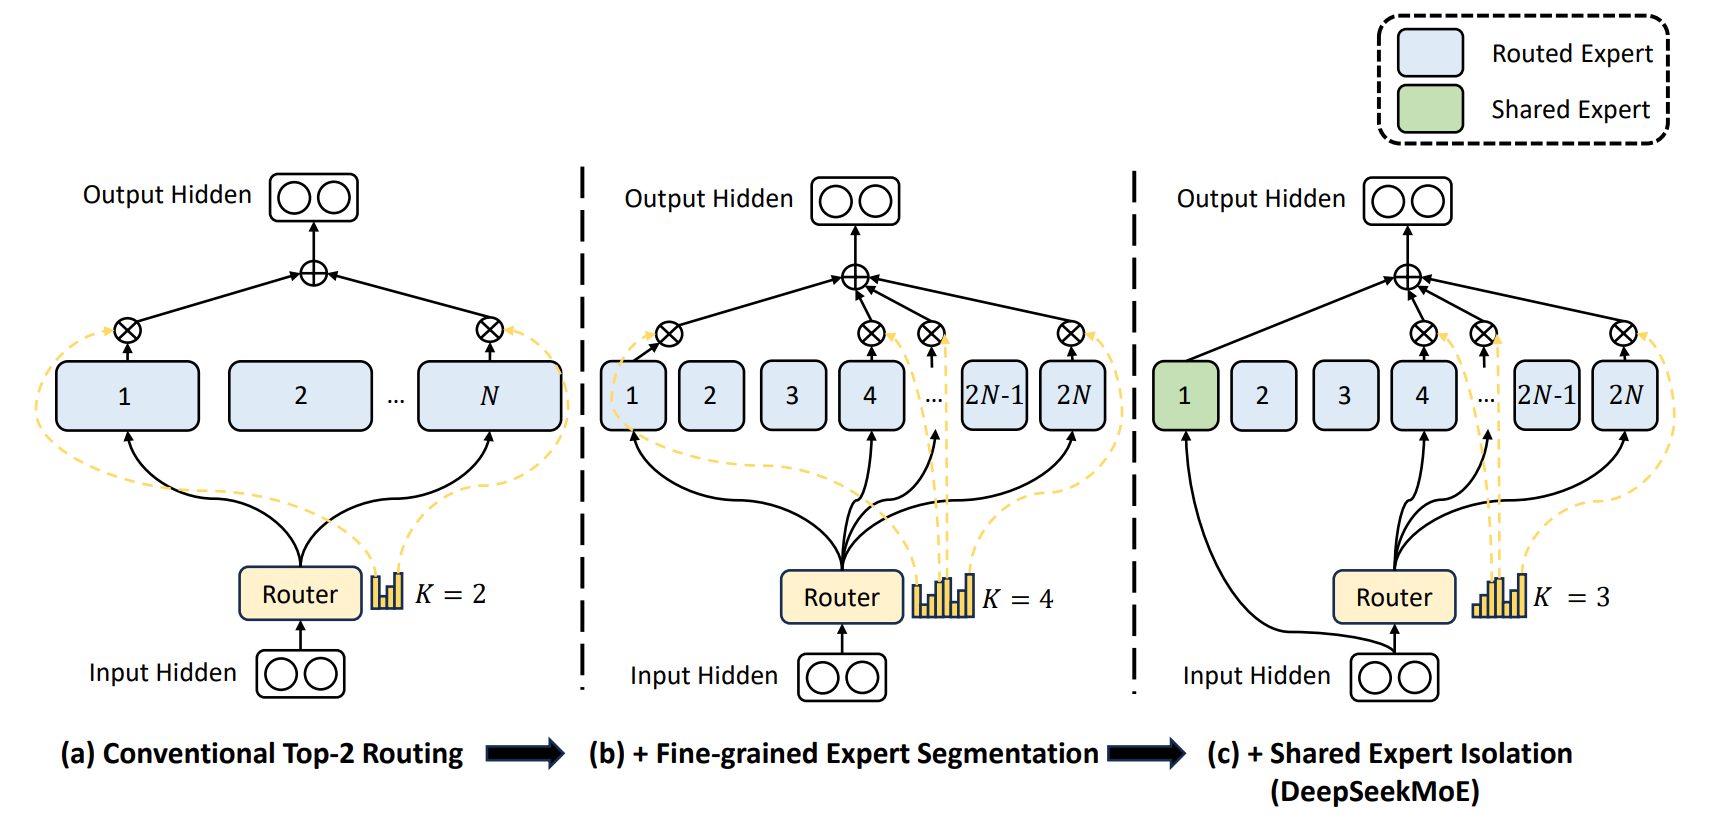 Routed Expert
Shared Expert
Output Hidden
1
2
...
N
Router
K = 2
Input Hidden
(a) Conventional Top-2 Routing
Output Hidden
1
2
3
4
...
2N-1
2N
Router
K = 4
Input Hidden
(b) + Fine-grained Expert Segmentation
Output Hidden
1
2
3
4
...
2N-1
2N
Router
K = 3
Input Hidden
(c) + Shared Expert Isolation
(DeepSeekMoE)